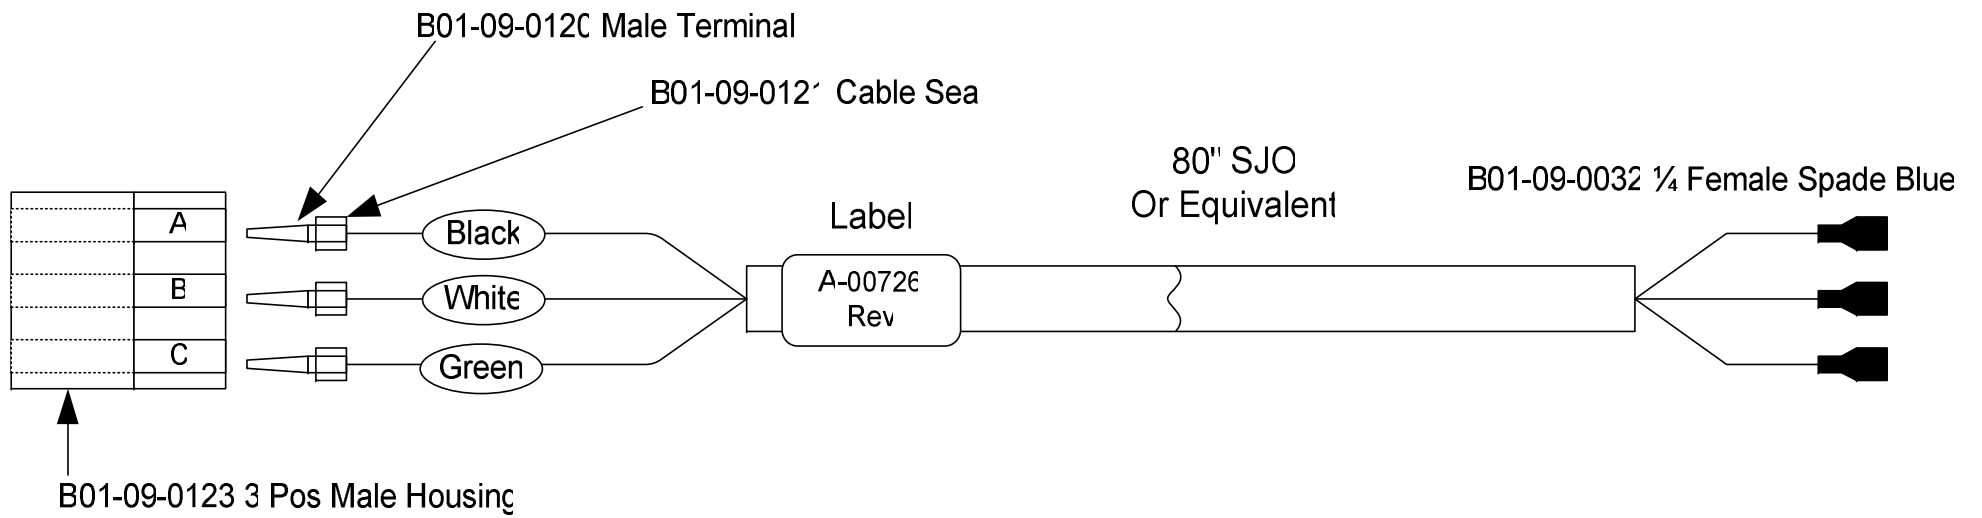 B01-09-0120 Male Terminal
B01-09-0121 Cable Sea
80" SJO
Or Equivalent
B01-09-0032 ¼ Female Spade Blue
Label
A
Black
A-00726
Rev
B
White
C
Green
B01-09-0123 3 Pos Male Housing